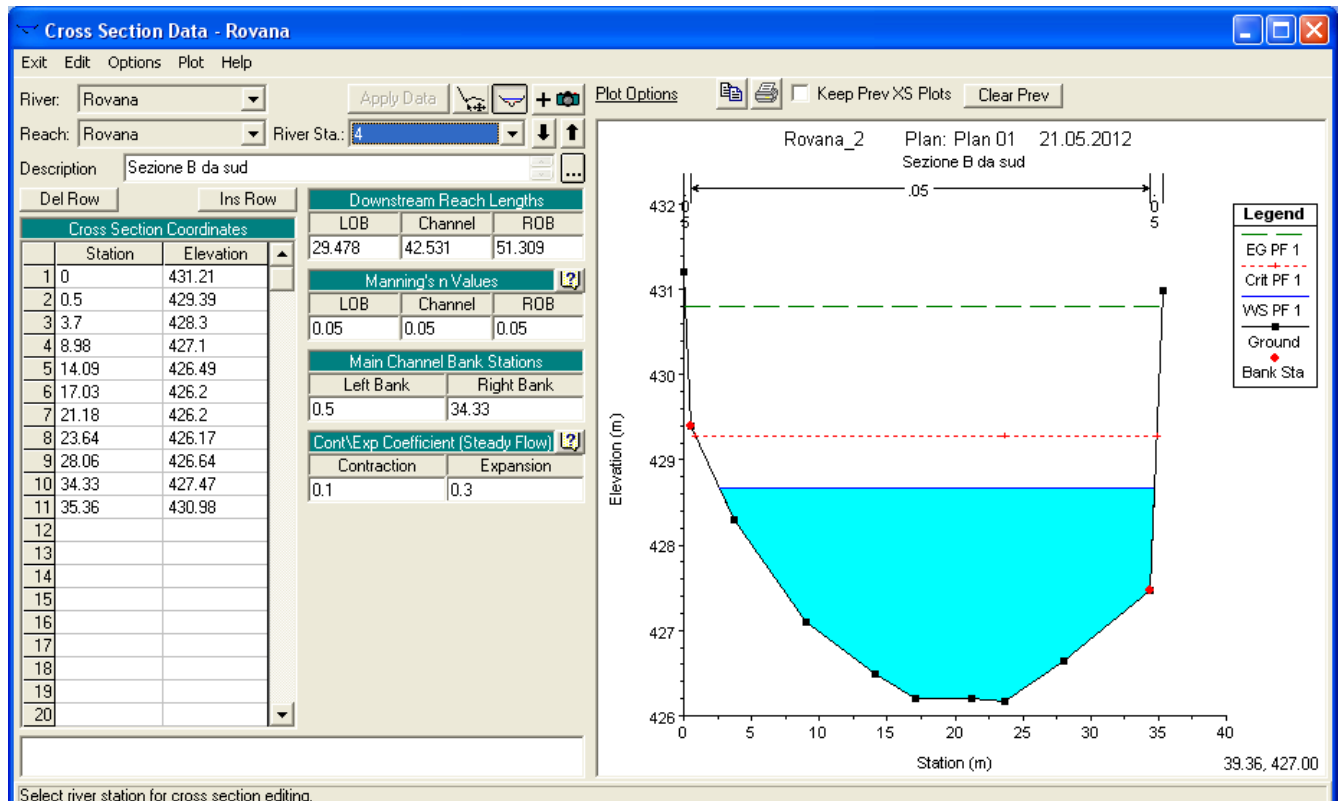 Cross Section Data - Rovana
Exit Edit Options Plot Help
River: Rovana Apply Data
Reach: Rovana River Sta.: 4
Description Sezione B da sud ...
Del Row Ins Row
Cross Section Coordinates
Station Elevation
1 0 431.21
2 0.5 429.39
3 3.7 428.3
4 8.98 427.1
5 14.09 426.49
6 17.03 426.2
7 21.18 426.2
8 23.64 426.17
9 28.06 426.64
10 34.33 427.47
11 35.36 430.98
12
13
14
15
16
17
18
19
20
Downstream Reach Lengths
LOB Channel ROB
29.478 42.531 51.309
Manning's n Values
LOB Channel ROB
0.05 0.05 0.05
Main Channel Bank Stations
Left Bank Right Bank
0.5 34.33
Cont\Exp Coefficient (Steady Flow)
Contraction Expansion
0.1 0.3
Plot Options Keep Prev XS Plots Clear Prev
Rovana_2 Plan: Plan 01 21.05.2012
Sezione B da sud
.05
Legend
EG PF 1
Crit PF 1
WS PF 1
Ground
Bank Sta
Elevation (m)
432
431
430
429
428
427
426
0 5 10 15 20 25 30 35 40
Station (m)
39.36, 427.00
Select river station for cross section editing.